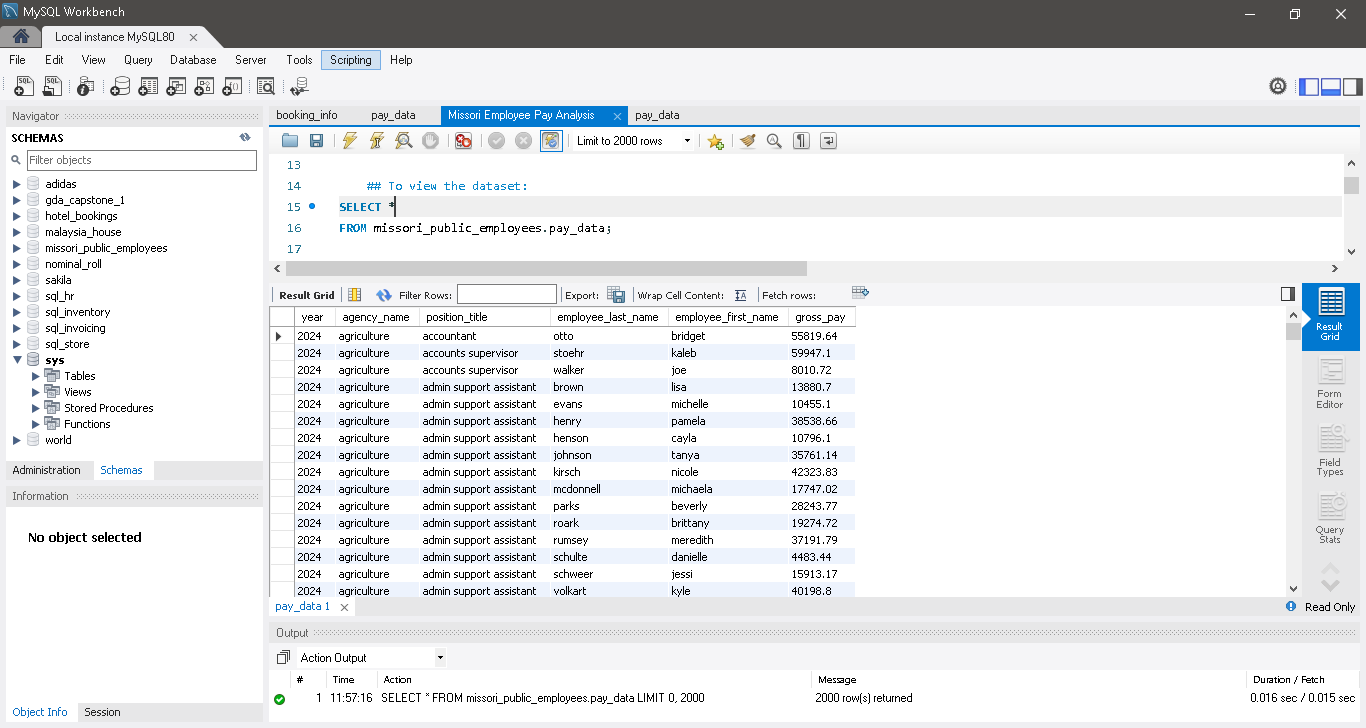 MySQL Workbench
Local instance MySQL80
File Edit View Query Database Server Tools Scripting Help
Navigator
SCHEMAS
Filter objects
adidas
gda_capstone_1
hotel_bookings
malaysia_house
missori_public_employees
nominal_roll
sakila
sql_hr
sql_inventory
sql_invoicing
sql_store
sys
Tables
Views
Stored Procedures
Functions
world
Administration Schemas
Information
No object selected
Object Info Session
booking_info pay_data Missori Employee Pay Analysis pay_data
Limit to 2000 rows
13
14 ## To view the dataset:
15 SELECT *
16 FROM missori_public_employees.pay_data;
17
Result Grid Filter Rows: Export: Wrap Cell Content: Fetch rows:
year agency_name position_title employee_last_name employee_first_name gross_pay
2024 agriculture accountant otto bridget 55819.64
2024 agriculture accounts supervisor stoehr kaleb 59947.1
2024 agriculture accounts supervisor walker joe 8010.72
2024 agriculture admin support assistant brown lisa 13880.7
2024 agriculture admin support assistant evans michelle 10455.1
2024 agriculture admin support assistant henry pamela 38538.66
2024 agriculture admin support assistant henson cayla 10796.1
2024 agriculture admin support assistant johnson tanya 35761.14
2024 agriculture admin support assistant kirsch nicole 42323.83
2024 agriculture admin support assistant mcdonnell michaela 17747.02
2024 agriculture admin support assistant parks beverly 28243.77
2024 agriculture admin support assistant roark brittany 19274.72
2024 agriculture admin support assistant rumsey meredith 37191.79
2024 agriculture admin support assistant schulte danielle 4483.44
2024 agriculture admin support assistant schweer jessi 15913.17
2024 agriculture admin support assistant volkart kyle 40198.8
Result
Grid
Form
Editor
Field
Types
Query
Stats
pay_data 1
Read Only
Output
Action Output
# Time Action Message Duration / Fetch
1 11:57:16 SELECT * FROM missori_public_employees.pay_data LIMIT 0, 2000 2000 row(s) returned 0.016 sec / 0.015 sec